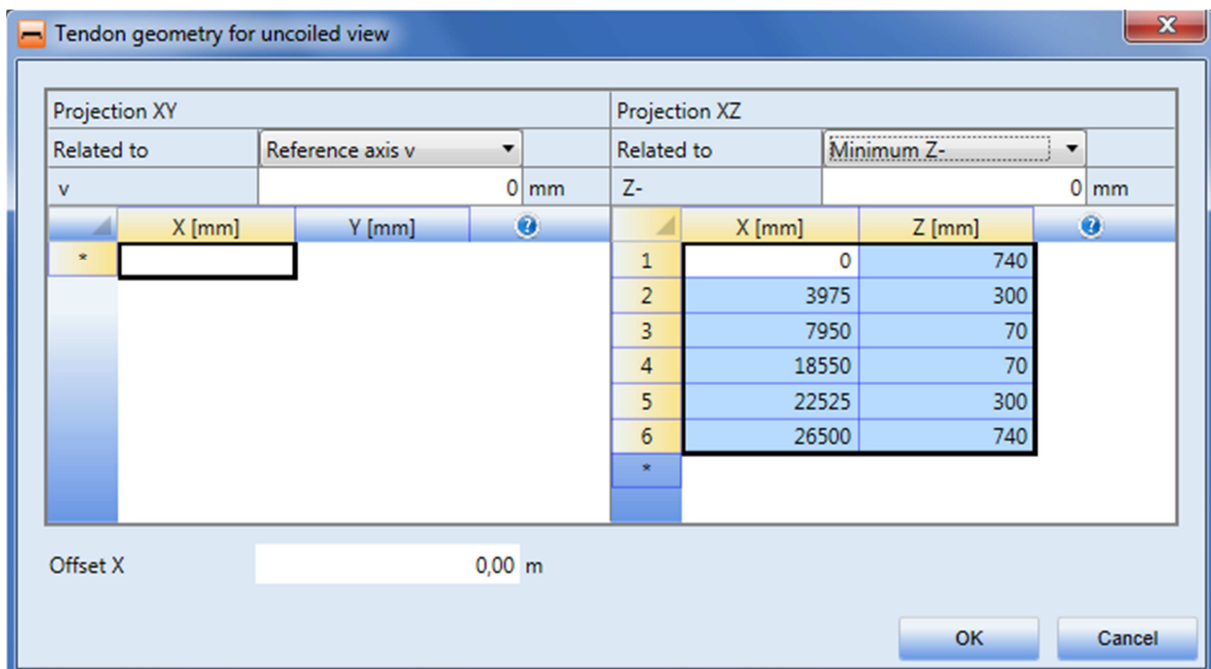 Tendon geometry for uncoiled view
Projection XY Projection XZ
Related to Reference axis v Related to Minimum Z-
v 0 mm Z- 0 mm
X [mm] Y [mm] X [mm] Z [mm]
* 1 0 740
2 3975 300
3 7950 70
4 18550 70
5 22525 300
6 26500 740
*
Offset X 0,00 m
OK Cancel